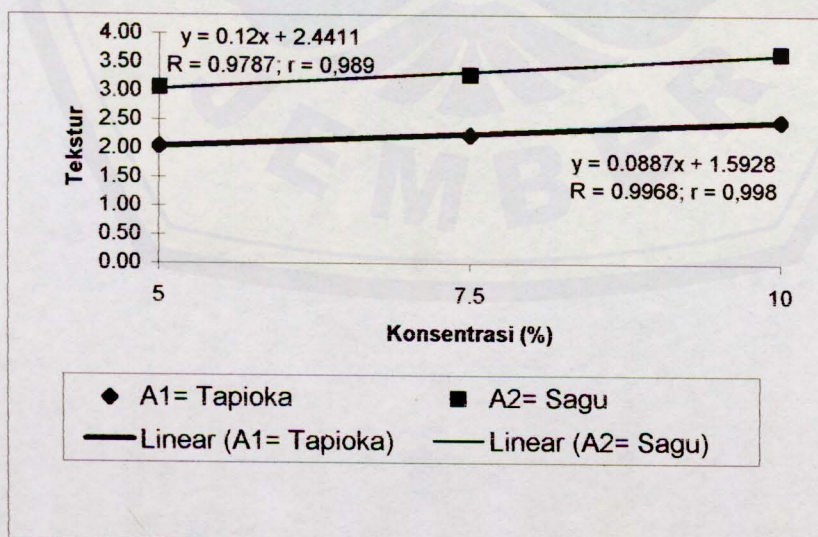 4.00
3.50
3.00
2.50
2.00
1.50
1.00
0.50
0.00
Tekstur
y = 0.12x + 2.4411
R = 0.9787; r = 0,989
y = 0.0887x + 1.5928
R = 0.9968; r = 0,998
JEMBER
5 7.5 10
Konsentrasi (%)
A1= Tapioka A2= Sagu
Linear (A1= Tapioka) Linear (A2= Sagu)